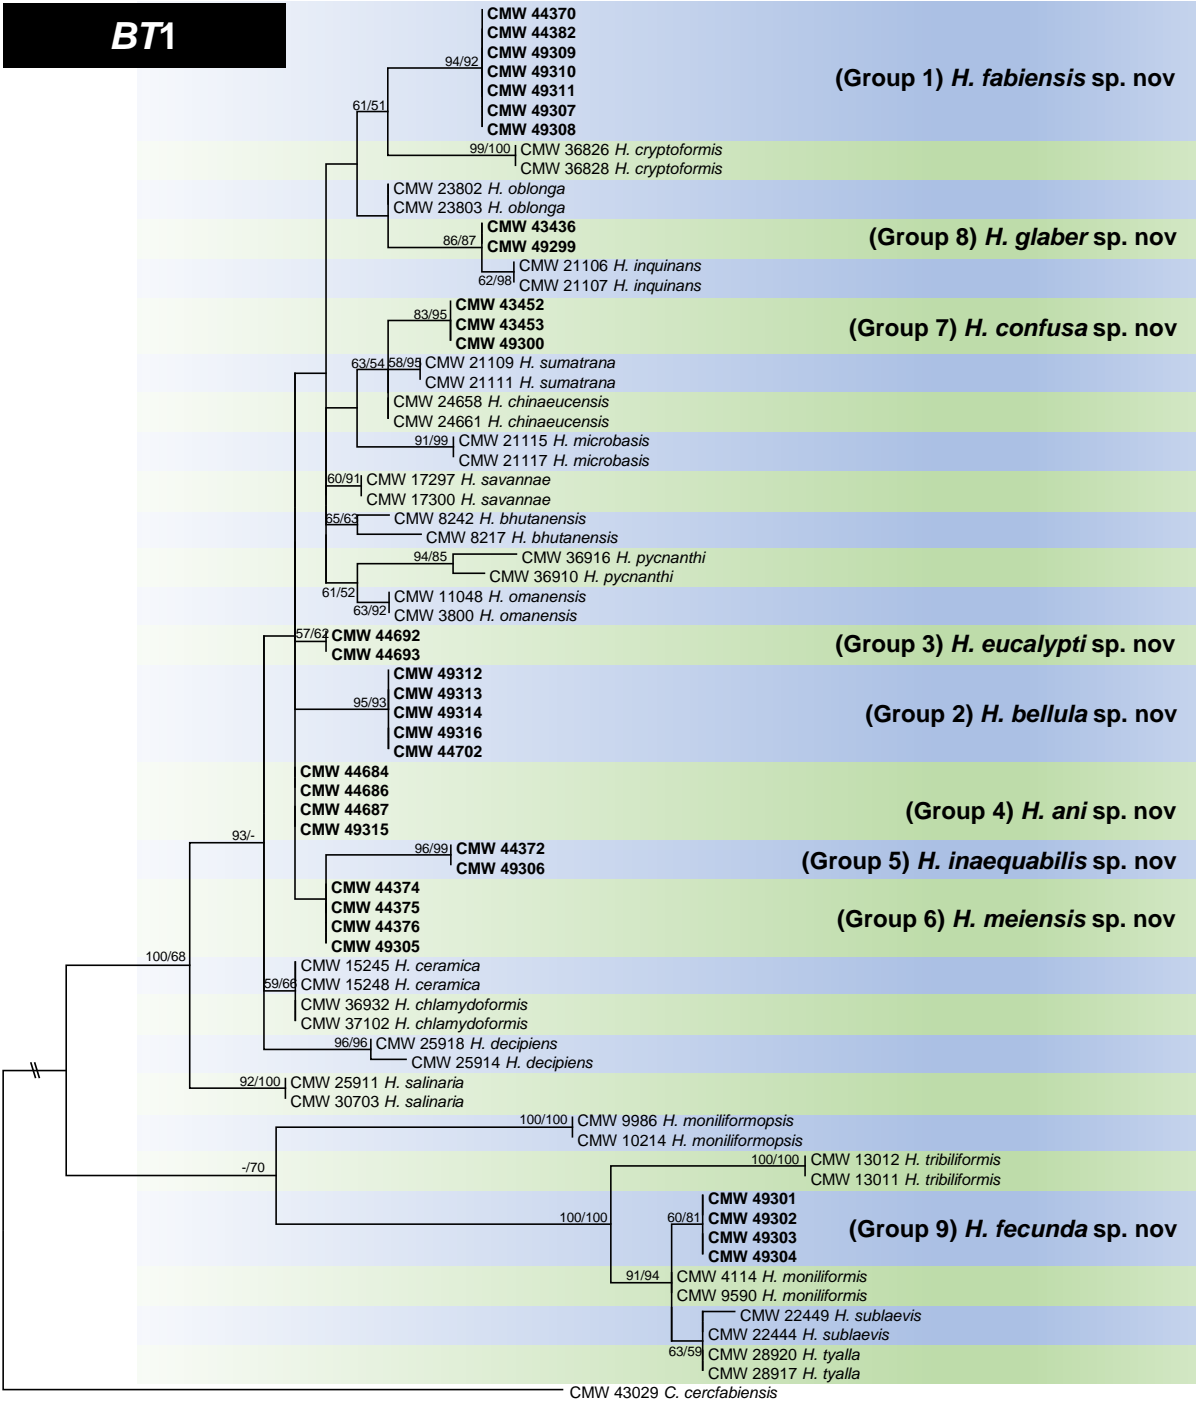 BT1
CMW 44370
CMW 44382
CMW 49309
CMW 49310
CMW 49311
CMW 49307
CMW 49308
94/92
(Group 1) H. fabiensis sp. nov
61/51
99/100
CMW 36826 H. cryptoformis
CMW 36828 H. cryptoformis
CMW 23802 H. oblonga
CMW 23803 H. oblonga
CMW 43436
CMW 49299
86/87
(Group 8) H. glaber sp. nov
CMW 21106 H. inquinans
CMW 21107 H. inquinans
62/98
CMW 43452
CMW 43453
CMW 49300
83/95
(Group 7) H. confusa sp. nov
63/54
58/95
CMW 21109 H. sumatrana
CMW 21111 H. sumatrana
CMW 24658 H. chinaeucensis
CMW 24661 H. chinaeucensis
91/99
CMW 21115 H. microbasis
CMW 21117 H. microbasis
60/91
CMW 17297 H. savannae
CMW 17300 H. savannae
65/63
CMW 8242 H. bhutanensis
CMW 8217 H. bhutanensis
94/85
CMW 36916 H. pycnanthi
CMW 36910 H. pycnanthi
61/52
CMW 11048 H. omanensis
63/92
CMW 3800 H. omanensis
57/62
CMW 44692
CMW 44693
(Group 3) H. eucalypti sp. nov
CMW 49312
CMW 49313
CMW 49314
CMW 49316
CMW 44702
95/93
(Group 2) H. bellula sp. nov
CMW 44684
CMW 44686
CMW 44687
CMW 49315
(Group 4) H. ani sp. nov
93/-
96/99
CMW 44372
CMW 49306
(Group 5) H. inaequabilis sp. nov
CMW 44374
CMW 44375
CMW 44376
CMW 49305
(Group 6) H. meiensis sp. nov
100/68
CMW 15245 H. ceramica
CMW 15248 H. ceramica
59/66
CMW 36932 H. chlamydoformis
CMW 37102 H. chlamydoformis
96/96
CMW 25918 H. decipiens
CMW 25914 H. decipiens
92/100
CMW 25911 H. salinaria
CMW 30703 H. salinaria
100/100
CMW 9986 H. moniliformopsis
CMW 10214 H. moniliformopsis
-/70
100/100
CMW 13012 H. tribiliformis
CMW 13011 H. tribiliformis
CMW 49301
CMW 49302
CMW 49303
CMW 49304
100/100
60/81
(Group 9) H. fecunda sp. nov
91/94
CMW 4114 H. moniliformis
CMW 9590 H. moniliformis
CMW 22449 H. sublaevis
CMW 22444 H. sublaevis
63/59
CMW 28920 H. tyalla
CMW 28917 H. tyalla
CMW 43029 C. cercfabiensis